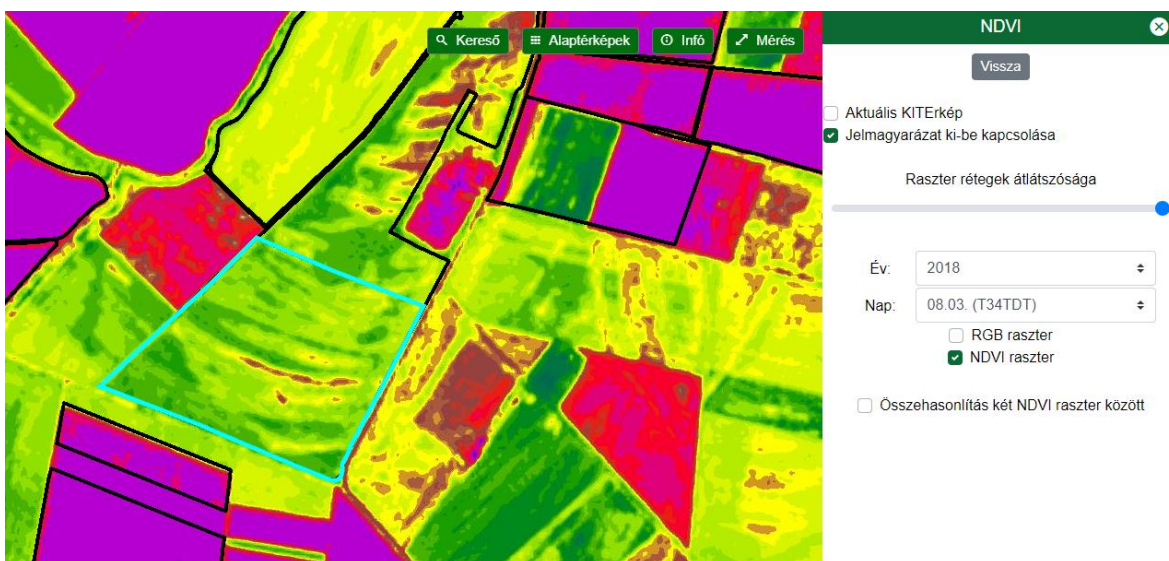 Kereső
Alaptérképek
Infó
Mérés
NDVI
Vissza
Aktuális KITErkép
Jelmagyarázat ki-be kapcsolása
Raszter rétegek átlátszósága
Év: 2018
Nap: 08.03. (T34TDT)
RGB raszter
NDVI raszter
Összehasonlítás két NDVI raszter között